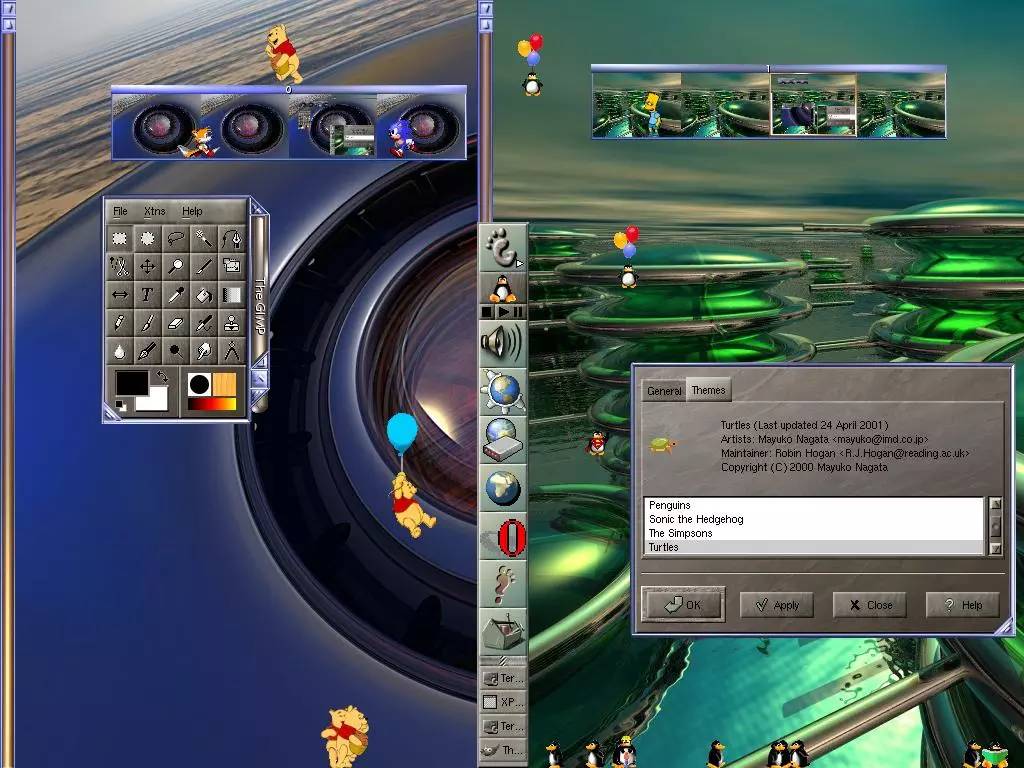 0
1
File Xtns Help
The GIMP
General Themes
Turtles (Last updated 24 April 2001)
Artists: Mayuko Nagata <mayuko@imd.co.jp>
Maintainer: Robin Hogan <R.J.Hogan@reading.ac.uk>
Copyright (C) 2000 Mayuko Nagata
Penguins
Sonic the Hedgehog
The Simpsons
Turtles
OK Apply Close Help
Ter...
XP...
Ter...
Th...